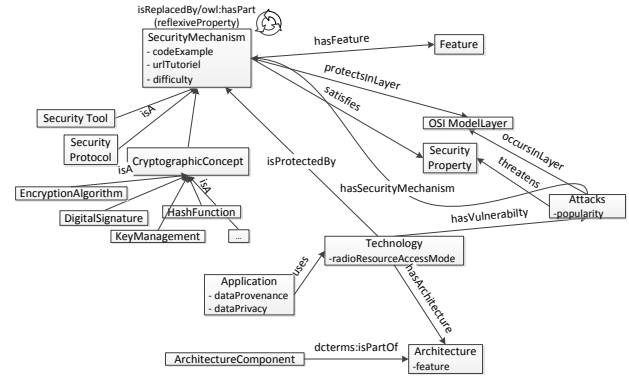 isReplacedBy/owl:hasPart
(reflexiveProperty)
SecurityMechanism
- codeExample
- urlTutoriel
- difficulty
hasFeature
Feature
protectsInLayer
satisfies
OSI ModelLayer
Security Tool
isA
Security
Protocol
isA
CryptographicConcept
isProtectedBy
Security
Property
occursInLayer
threatens
hasSecurityMechanism
EncryptionAlgorithm
isA
DigitalSignature
HashFunction
KeyManagement
...
Attacks
-popularity
hasVulnerabilty
Technology
-radioResourceAccessMode
Application
- dataProvenance
- dataPrivacy
uses
hasArchitecture
ArchitectureComponent
dcterms:isPartOf
Architecture
-feature